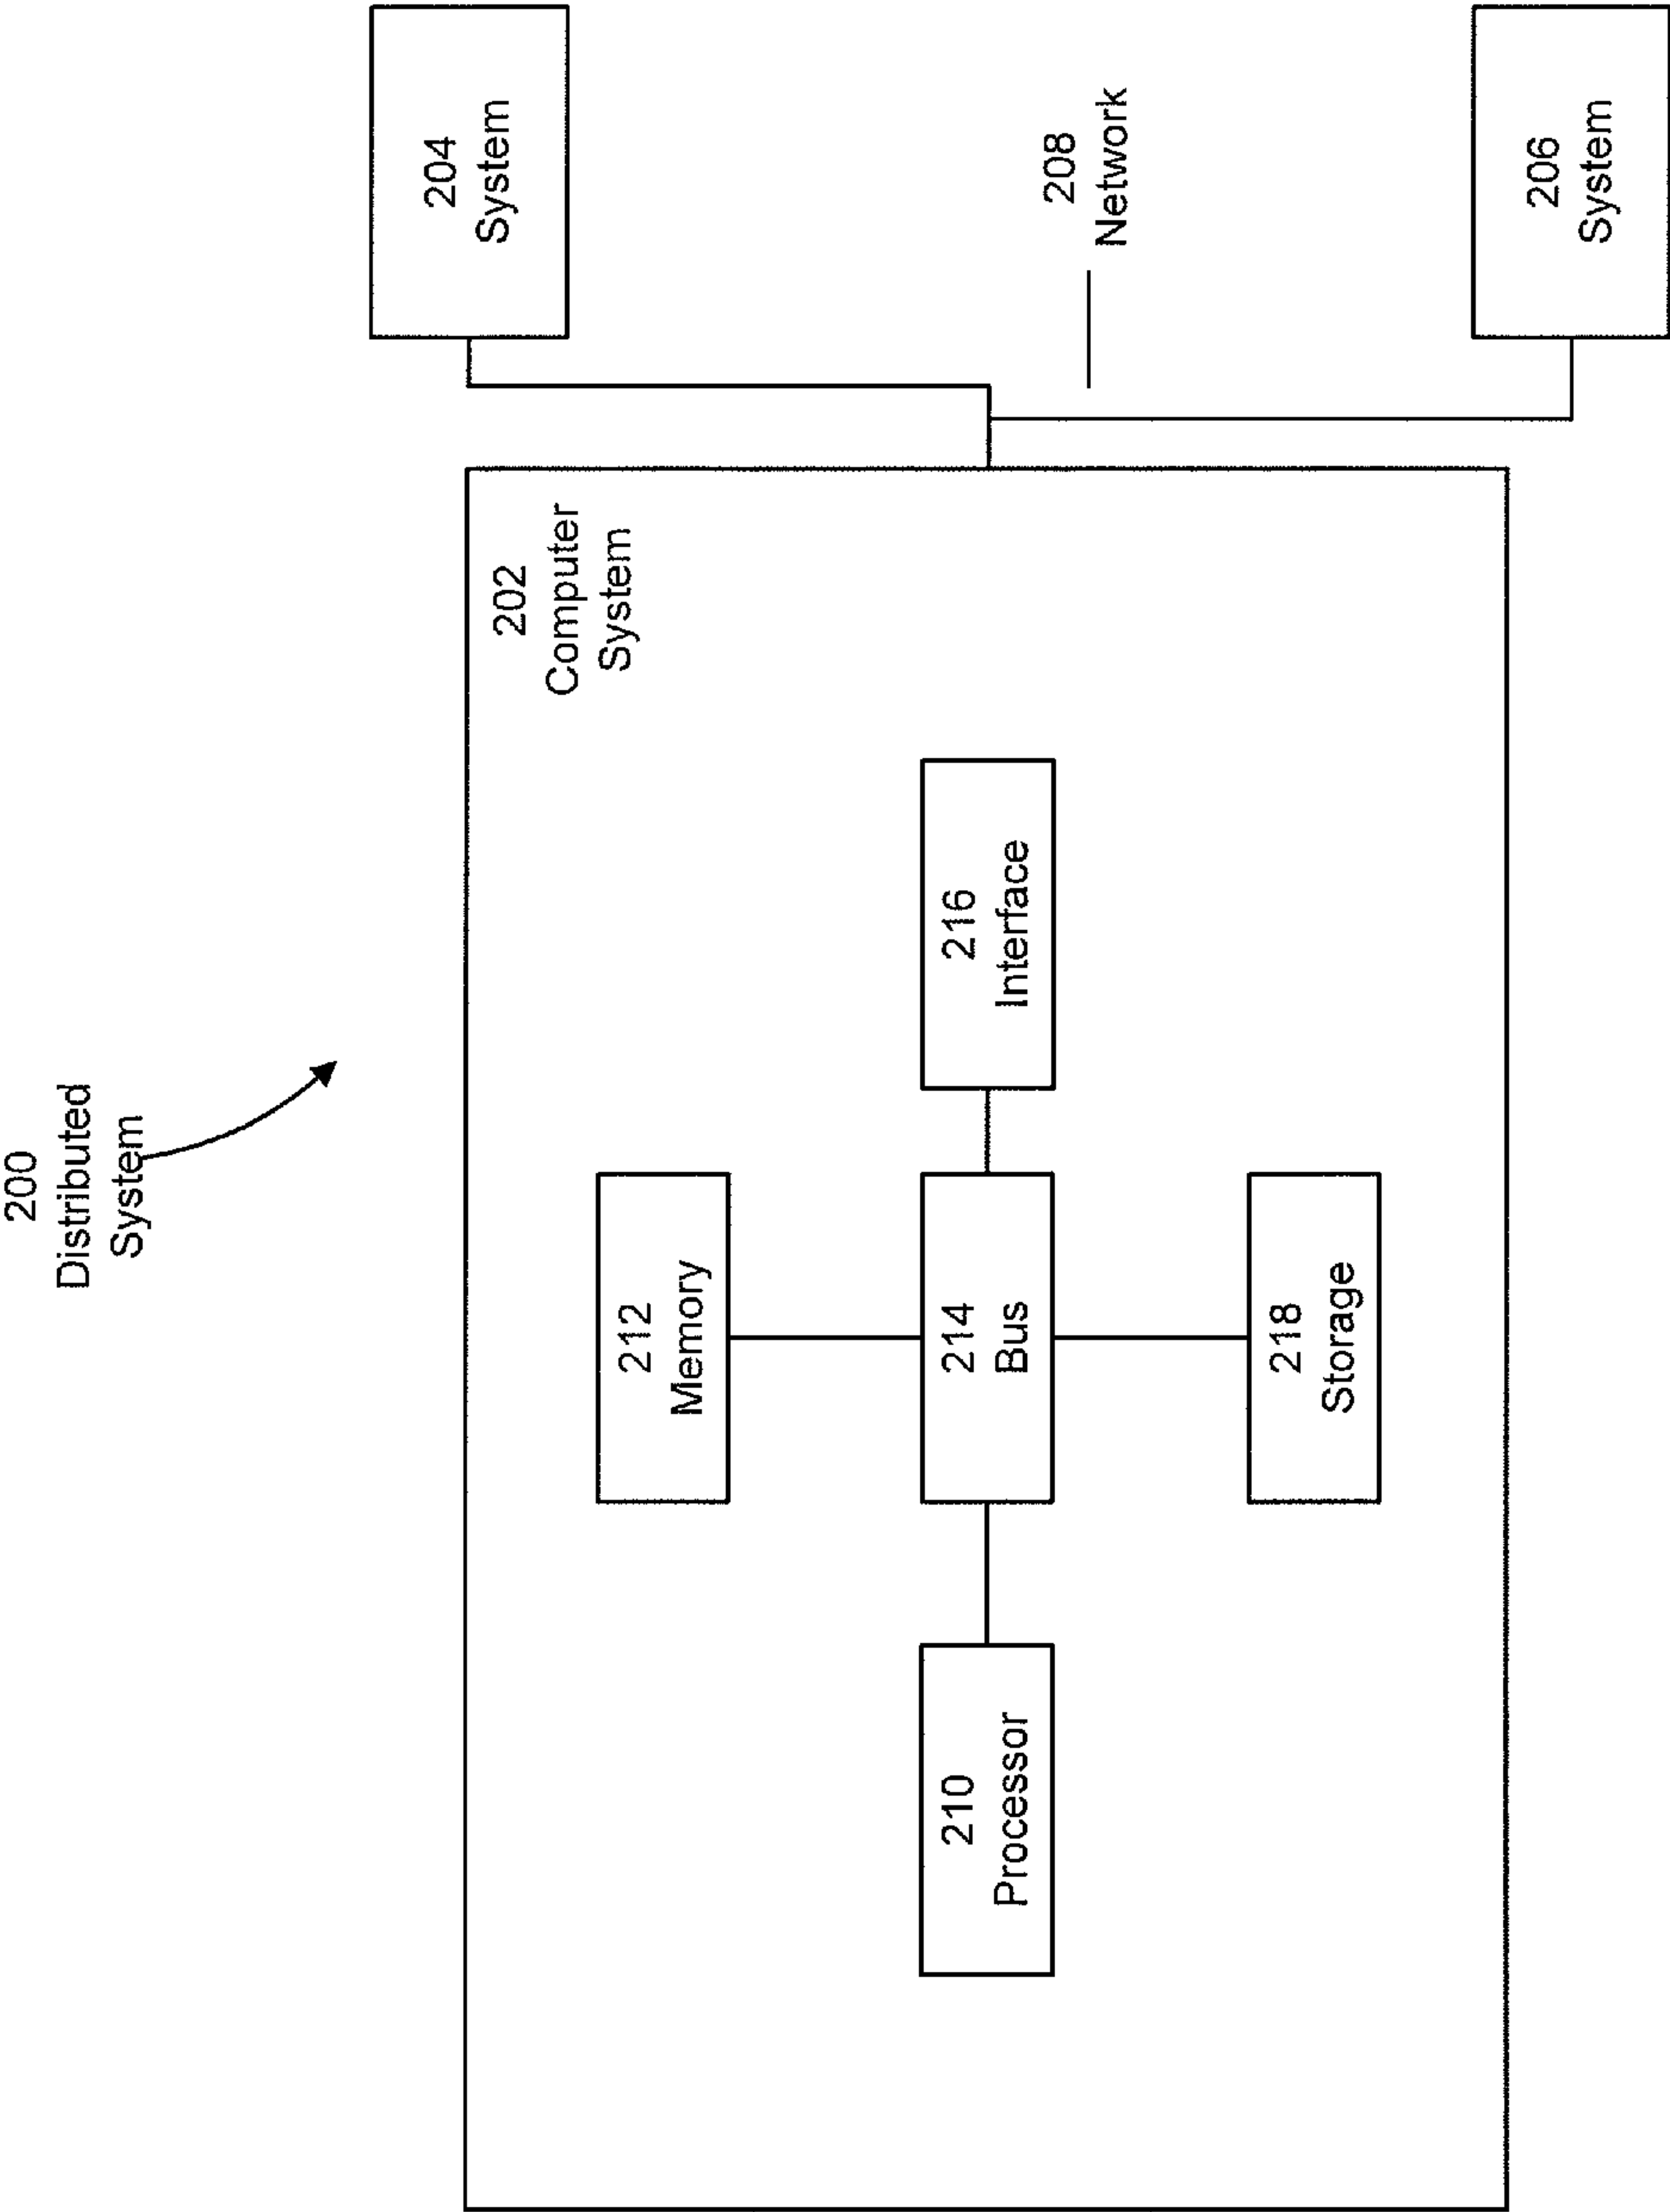 200
Distributed
System
202
Computer
System
204
System
212
Memory
210
Processor
214
Bus
216
Interface
208
Network
218
Storage
206
System